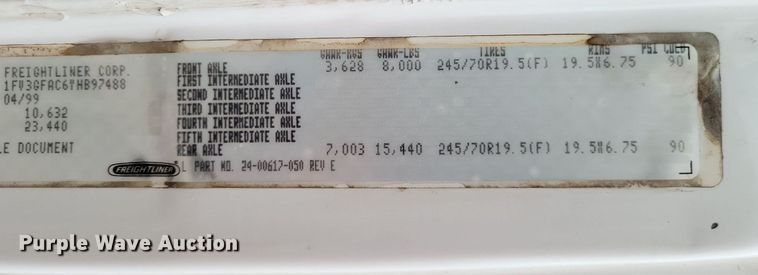 GAWR-KGS GAWR-LBS TIRES RIMS PSI COLD
FREIGHTLINER CORP. FRONT AXLE 3,628 8,000 245/70R19.5(F) 19.5X6.75 90
1FV3GFAC6YHB97488 FIRST INTERMEDIATE AXLE
04/99 SECOND INTERMEDIATE AXLE
10,632 THIRD INTERMEDIATE AXLE
23,440 FOURTH INTERMEDIATE AXLE
FIFTH INTERMEDIATE AXLE
LE DOCUMENT REAR AXLE 7,003 15,440 245/70R19.5(F) 19.5X6.75 90
FREIGHTLINER L PART NO. 24-00617-050 REV E
Purple Wave Auction